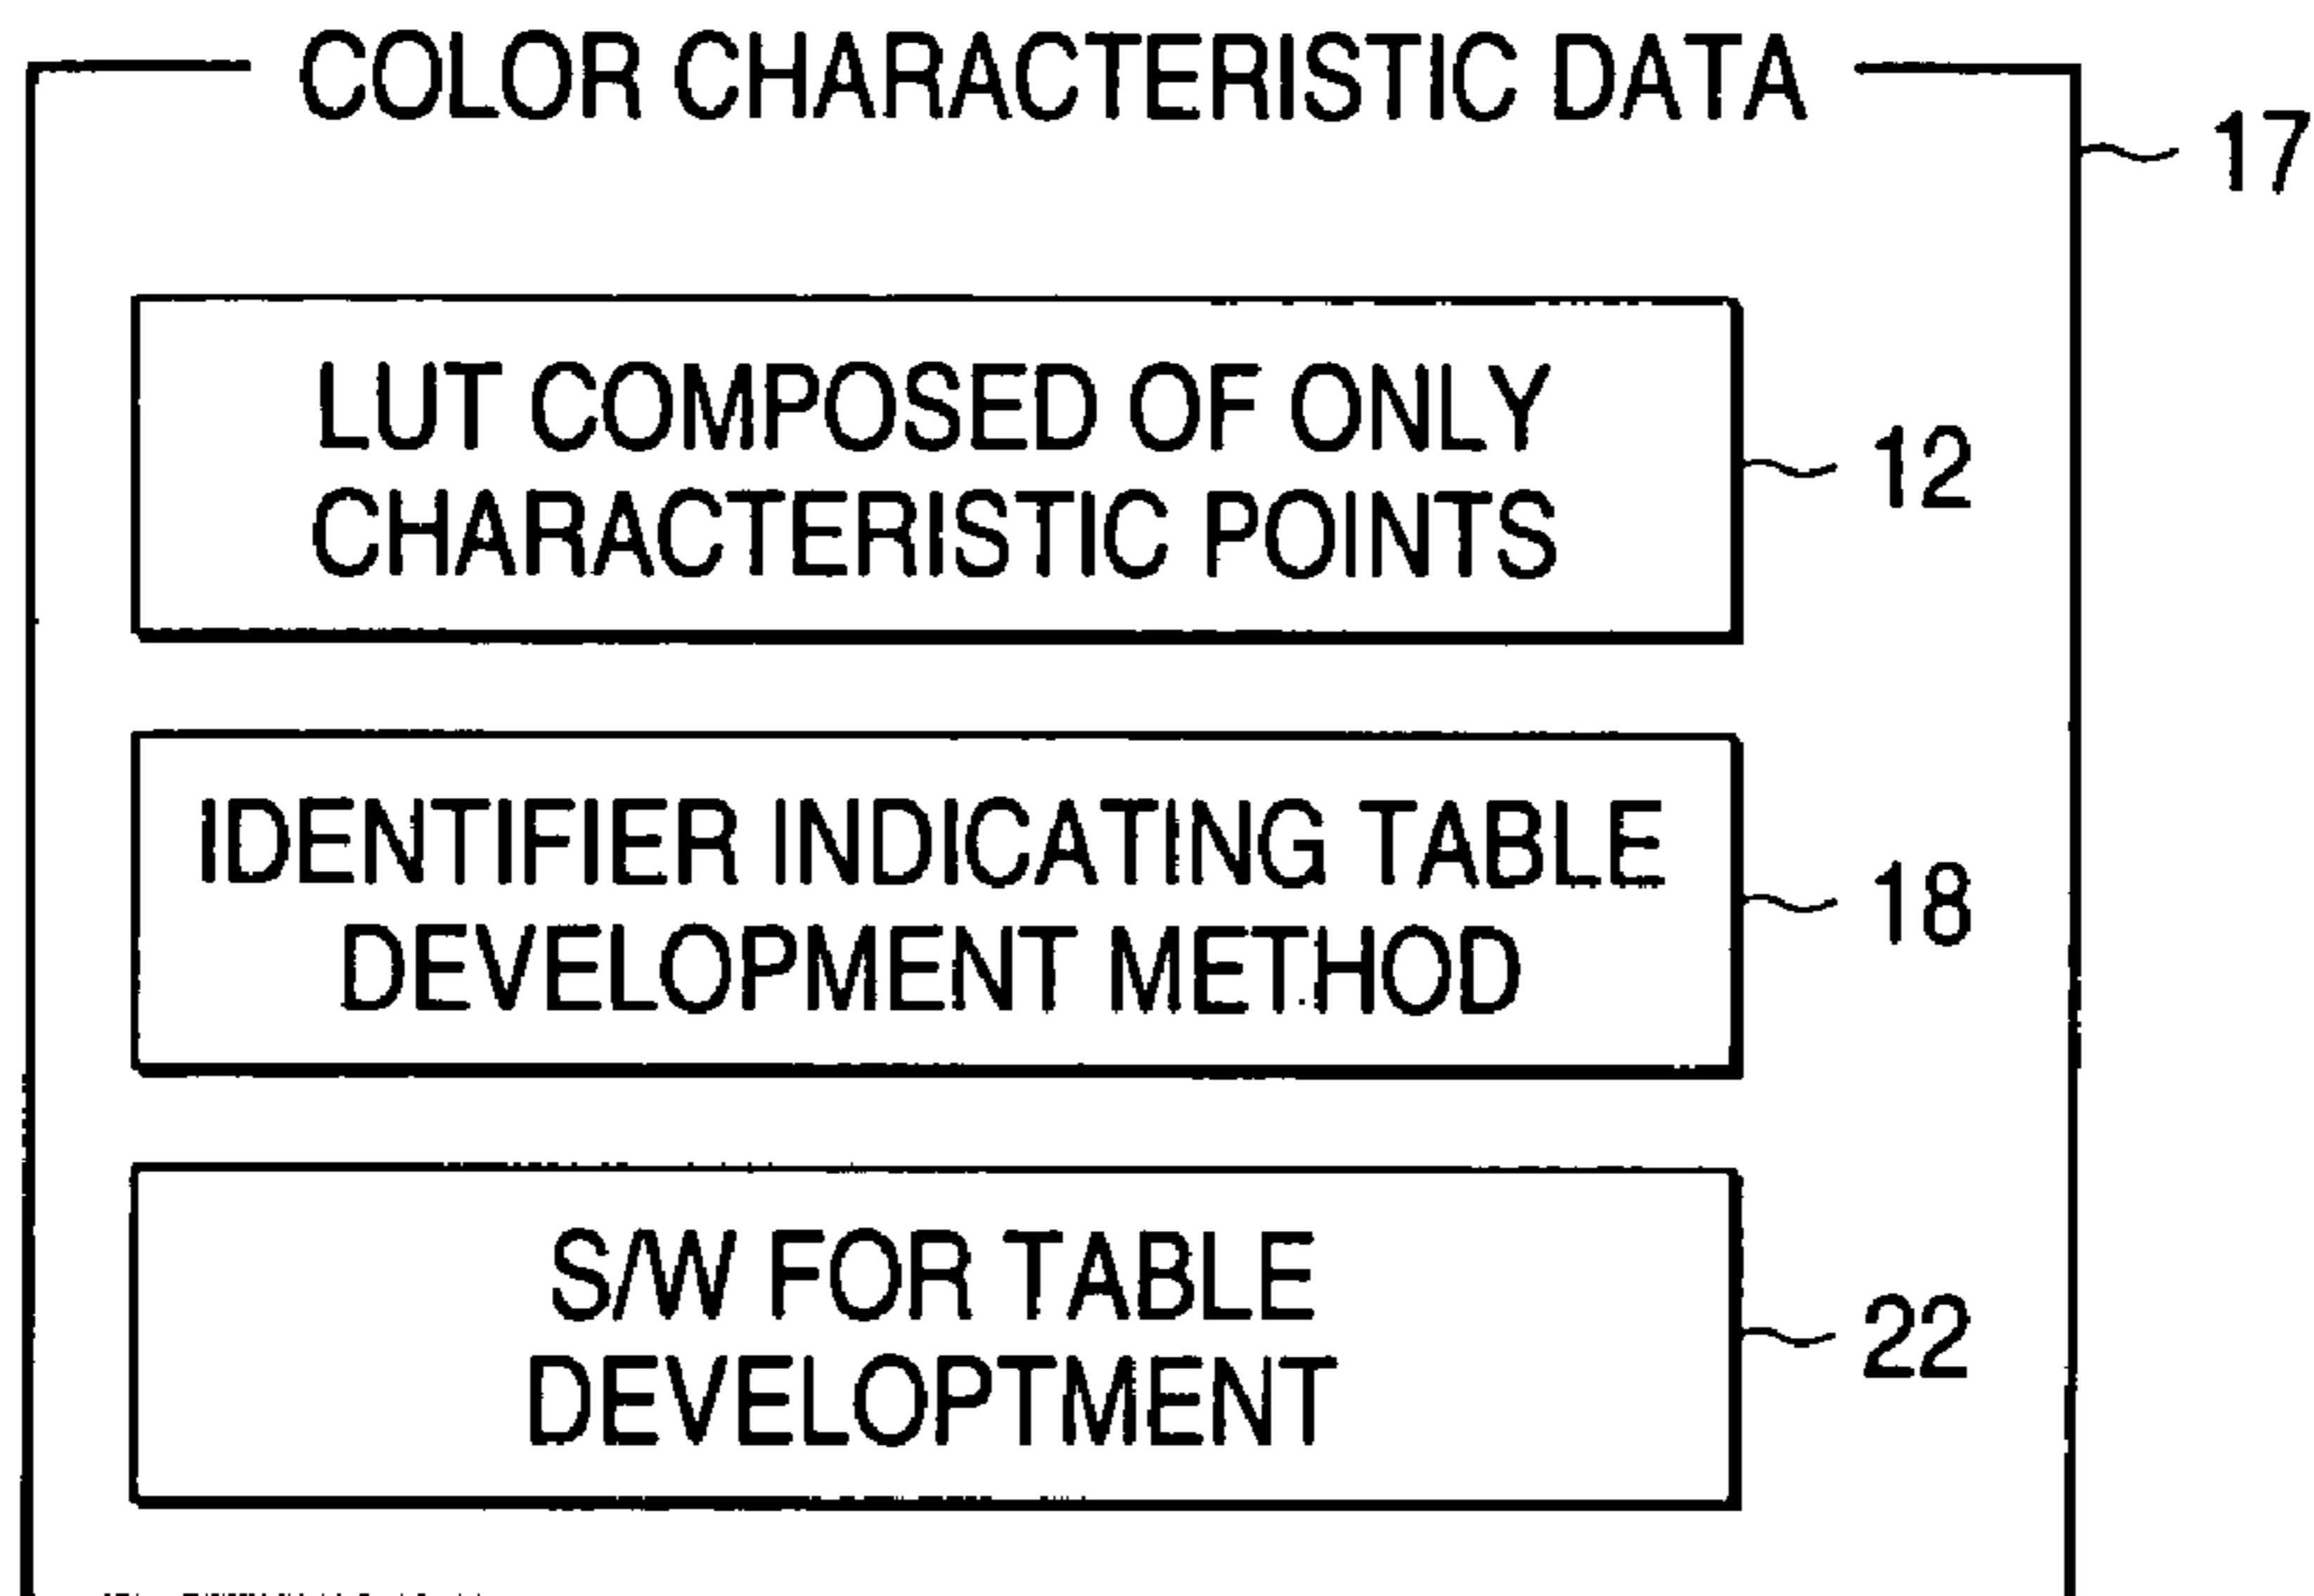 COLOR CHARACTERISTIC DATA
17
LUT COMPOSED OF ONLY
CHARACTERISTIC POINTS
12
IDENTIFIER INDICATING TABLE
DEVELOPMENT METHOD
18
S/W FOR TABLE
DEVELOPTMENT
22